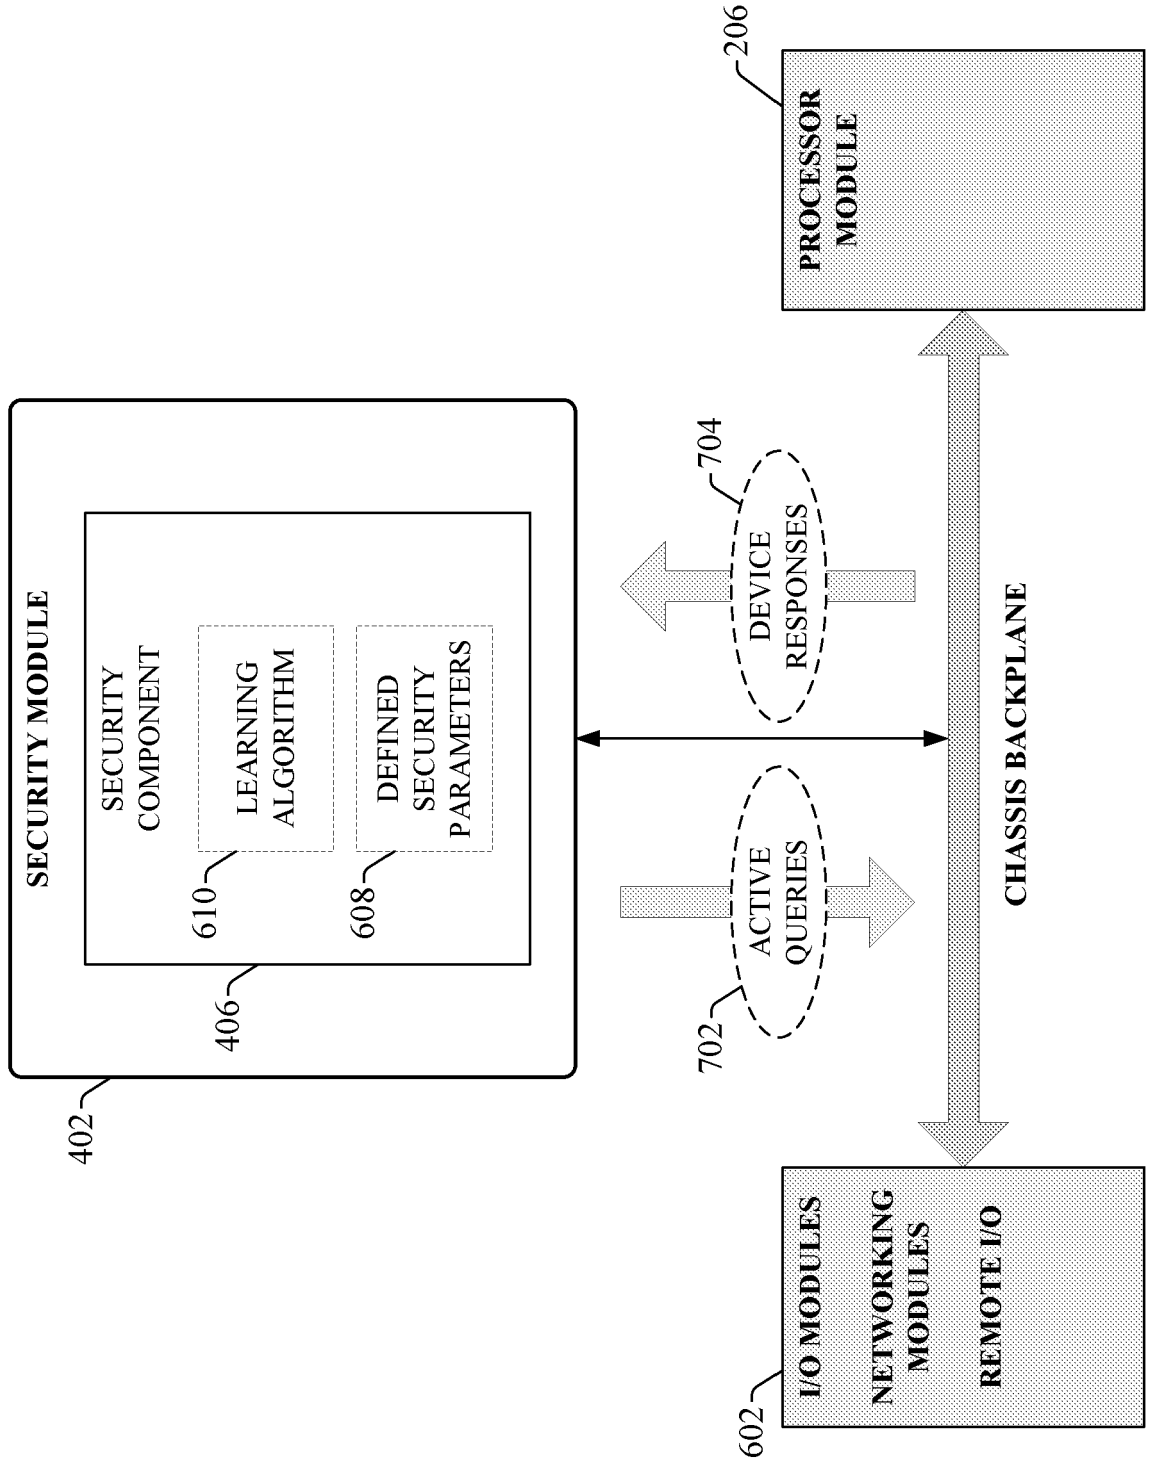 SECURITY MODULE
402
SECURITY
COMPONENT
406
LEARNING
ALGORITHM
610
DEFINED
SECURITY
PARAMETERS
608
ACTIVE
QUERIES
702
DEVICE
RESPONSES
704
I/O MODULES
NETWORKING
MODULES
REMOTE I/O
602
CHASSIS BACKPLANE
PROCESSOR
MODULE
206